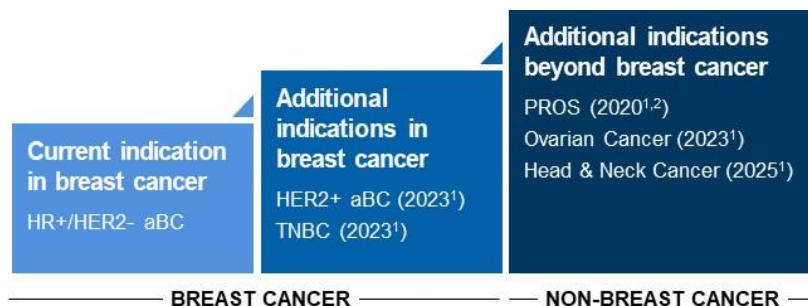 Current indication
in breast cancer
HR+/HER2- aBC
Additional
indications in
breast cancer
HER2+ aBC (2023¹)
TNBC (2023¹)
Additional indications
beyond breast cancer
PROS (2020¹,²)
Ovarian Cancer (2023¹)
Head & Neck Cancer (2025¹)
BREAST CANCER
NON-BREAST CANCER